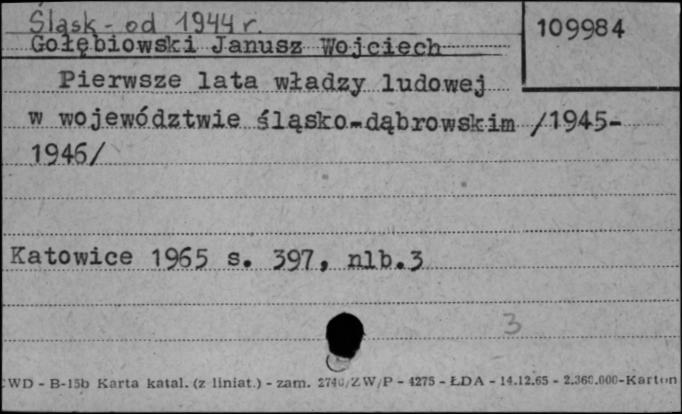 Śląsk - od 1944 r.
109984
Gołębiowski Janusz Wojciech
Pierwsze lata władzy ludowej
w województwie śląsko-dąbrowskim /1945-
1946/
Katowice 1965 s. 397, nlb.3
3
CWD - B-15b Karta katal. (z liniat.) - zam. 2740/ZW/P - 4275 - ŁDA - 14.12.65 - 2.360.000-Karton